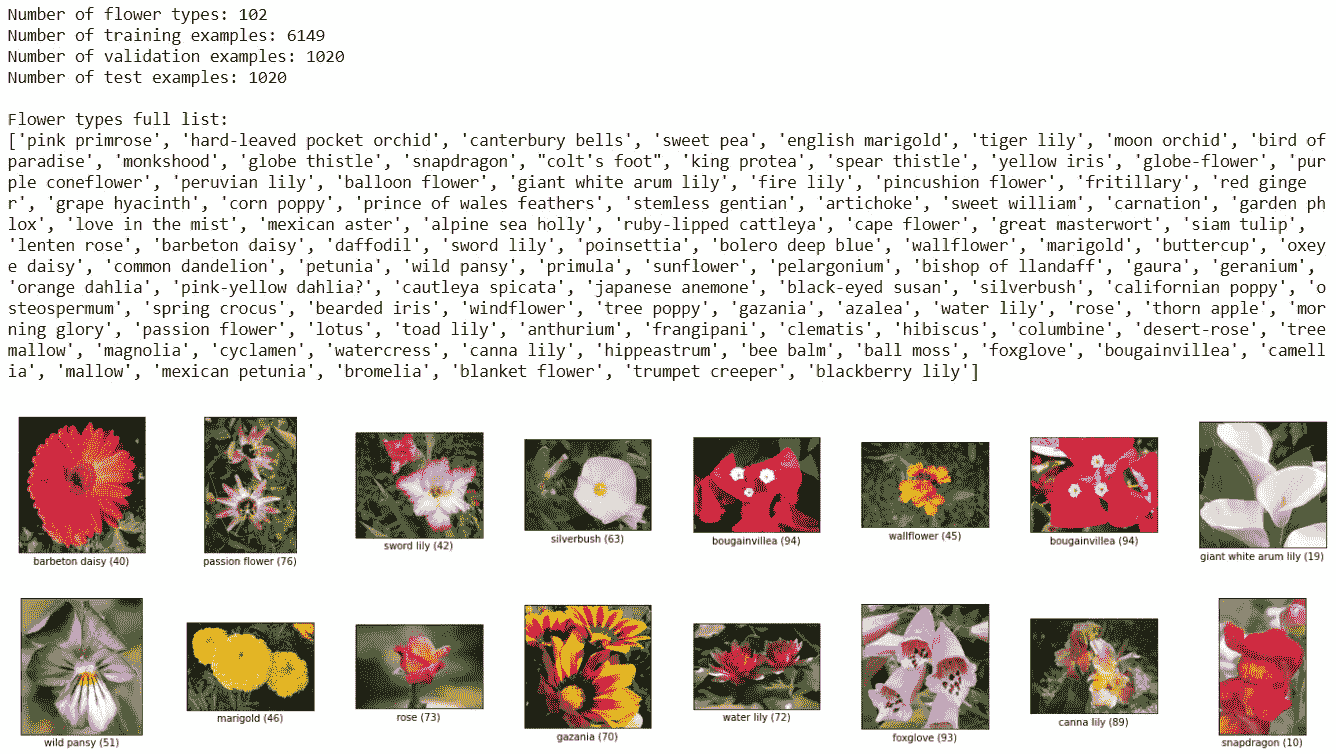 Number of flower types: 102
Number of training examples: 6149
Number of validation examples: 1020
Number of test examples: 1020
Flower types full list:
['pink primrose', 'hard-leaved pocket orchid', 'canterbury bells', 'sweet pea', 'english marigold', 'tiger lily', 'moon orchid', 'bird of
paradise', 'monkshood', 'globe thistle', 'snapdragon', "colt's foot", 'king protea', 'spear thistle', 'yellow iris', 'globe-flower', 'pur
ple coneflower', 'peruvian lily', 'balloon flower', 'giant white arum lily', 'fire lily', 'pincushion flower', 'fritillary', 'red ginge
r', 'grape hyacinth', 'corn poppy', 'prince of wales feathers', 'stemless gentian', 'artichoke', 'sweet william', 'carnation', 'garden ph
lox', 'love in the mist', 'mexican aster', 'alpine sea holly', 'ruby-lipped cattleya', 'cape flower', 'great masterwort', 'siam tulip',
'lenten rose', 'barbeton daisy', 'daffodil', 'sword lily', 'poinsettia', 'bolero deep blue', 'wallflower', 'marigold', 'buttercup', 'oxey
e daisy', 'common dandelion', 'petunia', 'wild pansy', 'primula', 'sunflower', 'pelargonium', 'bishop of llandaff', 'gaura', 'geranium',
'orange dahlia', 'pink-yellow dahlia?', 'cautleya spicata', 'japanese anemone', 'black-eyed susan', 'silverbush', 'californian poppy', 'o
steospermum', 'spring crocus', 'bearded iris', 'windflower', 'tree poppy', 'gazania', 'azalea', 'water lily', 'rose', 'thorn apple', 'mor
ning glory', 'passion flower', 'lotus', 'toad lily', 'anthurium', 'frangipani', 'clematis', 'hibiscus', 'columbine', 'desert-rose', 'tree
mallow', 'magnolia', 'cyclamen', 'watercress', 'canna lily', 'hippeastrum', 'bee balm', 'ball moss', 'foxglove', 'bougainvillea', 'camell
ia', 'mallow', 'mexican petunia', 'bromelia', 'blanket flower', 'trumpet creeper', 'blackberry lily']
barbeton daisy (40)
passion flower (76)
sword lily (42)
silverbush (63)
bougainvillea (94)
wallflower (45)
bougainvillea (94)
giant white arum lily (19)
wild pansy (51)
marigold (46)
rose (73)
gazania (70)
water lily (72)
foxglove (93)
canna lily (89)
snapdragon (10)